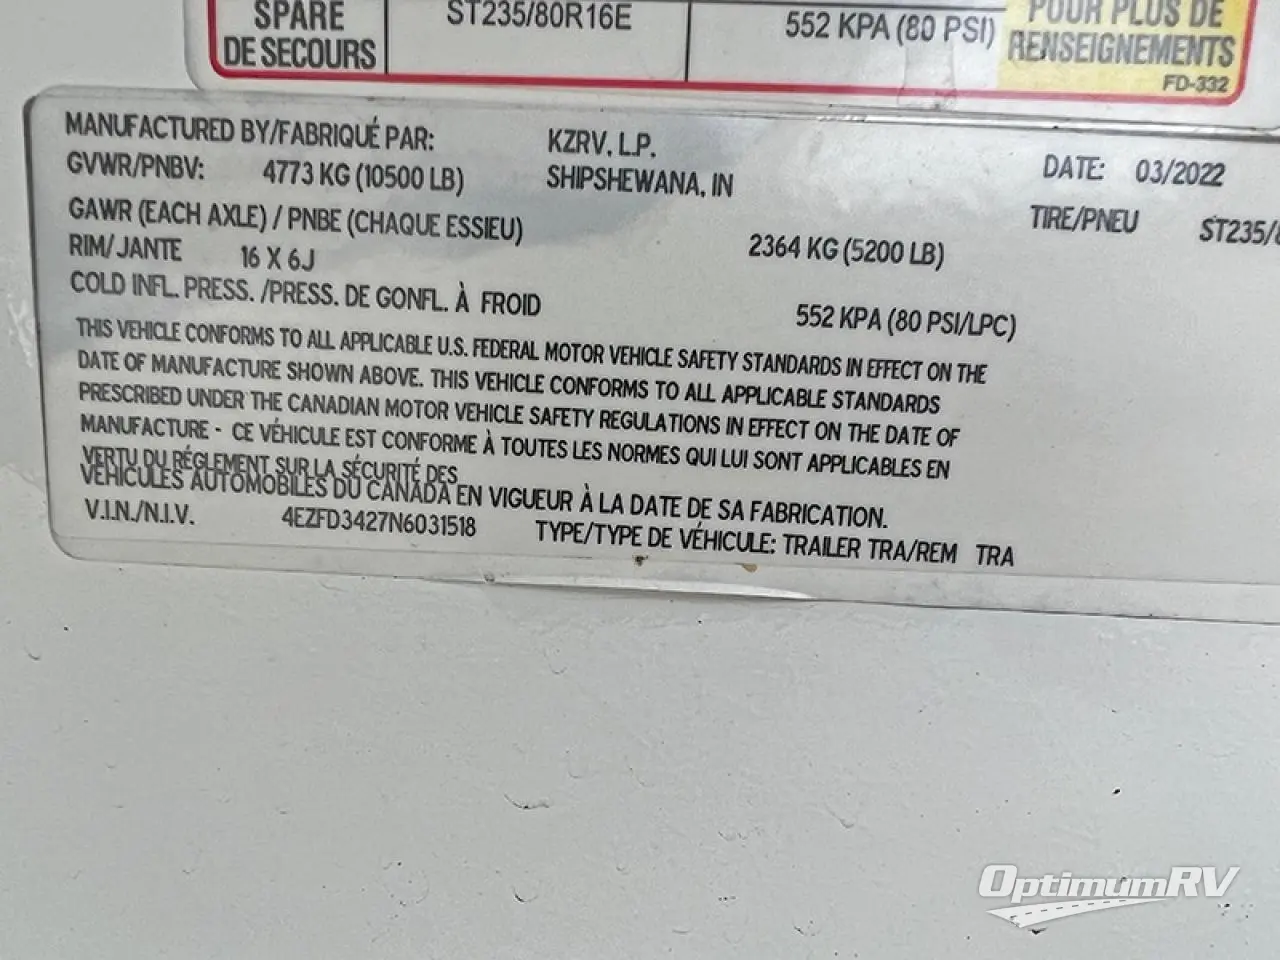 SPARE ST235/80R16E 552 KPA (80 PSI) POUR PLUS DE
DE SECOURS RENSEIGNEMENTS
FD-332
MANUFACTURED BY/FABRIQUÉ PAR: KZRV, L.P.
GVWR/PNBV: 4773 KG (10500 LB) SHIPSHEWANA, IN DATE: 03/2022
GAWR (EACH AXLE) / PNBE (CHAQUE ESSIEU) 2364 KG (5200 LB) TIRE/PNEU ST235/8
RIM/JANTE 16 X 6J
COLD INFL. PRESS. /PRESS. DE GONFL. À FROID 552 KPA (80 PSI/LPC)
THIS VEHICLE CONFORMS TO ALL APPLICABLE U.S. FEDERAL MOTOR VEHICLE SAFETY STANDARDS IN EFFECT ON THE
DATE OF MANUFACTURE SHOWN ABOVE. THIS VEHICLE CONFORMS TO ALL APPLICABLE STANDARDS
PRESCRIBED UNDER THE CANADIAN MOTOR VEHICLE SAFETY REGULATIONS IN EFFECT ON THE DATE OF
MANUFACTURE - CE VÉHICULE EST CONFORME À TOUTES LES NORMES QUI LUI SONT APPLICABLES EN
VERTU DU RÉGLEMENT SUR LA SÉCURITÉ DES
VÉHICULES AUTOMOBILES DU CANADA EN VIGUEUR À LA DATE DE SA FABRICATION.
V.I.N./N.I.V. 4EZFD3427N6031518 TYPE/TYPE DE VÉHICULE: TRAILER TRA/REM TRA
OptimumRV